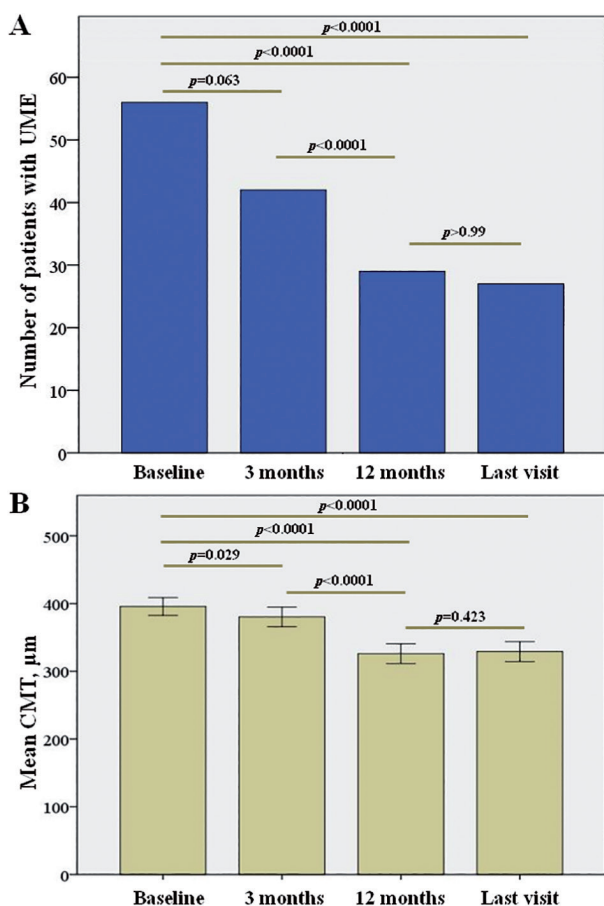 A
p<0.0001
p<0.0001
p=0.063
p<0.0001
p>0.99
Number of patients with UME
60
50
40
30
20
10
0
Baseline 3 months 12 months Last visit
B
p<0.0001
p<0.0001
p=0.029
p<0.0001
p=0.423
Mean CMT, µm
500
400
300
200
100
0
Baseline 3 months 12 months Last visit